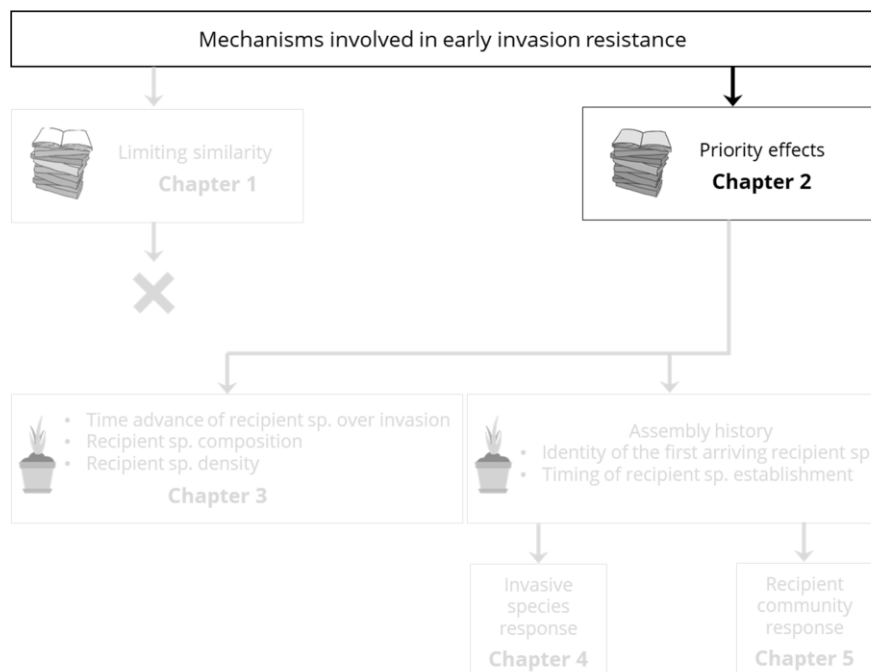 Mechanisms involved in early invasion resistance
Limiting similarity
Chapter 1
Priority effects
Chapter 2
• Time advance of recipient sp. over invasion
• Recipient sp. composition
• Recipient sp. density
Chapter 3
Assembly history
• Identity of the first arriving recipient sp
• Timing of recipient sp. establishment
Invasive
species
response
Chapter 4
Recipient
community
response
Chapter 5